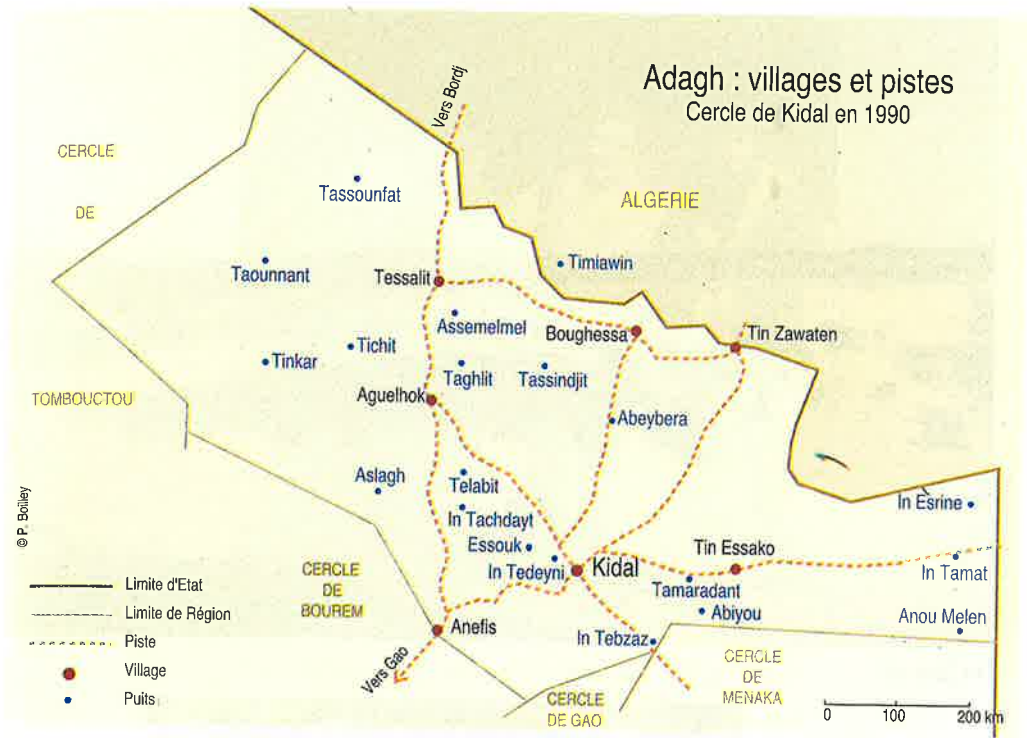 Adagh : villages et pistes
Cercle de Kidal en 1990
Vers Bordj
CERCLE
DE
TOMBOUCTOU
ALGERIE
Tassounfat
Taounnant
Tessalit
Timiawin
Assemelmel
Boughessa
Tin Zawaten
Tichit
Tinkar
Taghlit
Tassindjit
Aguelhok
Abeybera
Aslagh
Telabit
In Tachdayt
In Esrine
Essouk
In Tedeyni
Kidal
Tin Essako
In Tamat
Tamaradant
Abiyou
Anou Melen
CERCLE
DE
BOUREM
Anefis
In Tebzaz
Vers Gao
CERCLE
DE GAO
CERCLE
DE
MENAKA
© P. Boilley
Limite d'Etat
Limite de Région
Piste
Village
Puits
0 100 200 km